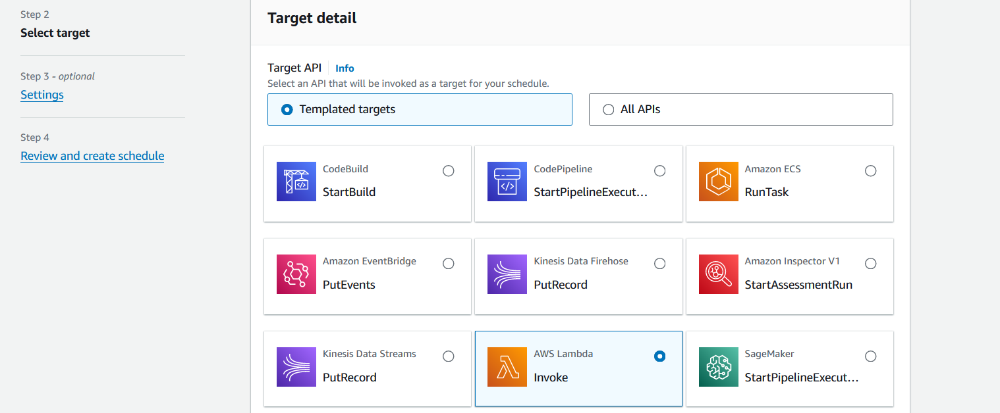 Step 2
Select target
Step 3 - optional
Settings
Step 4
Review and create schedule
Target detail
Target API
Info
Select an API that will be invoked as a target for your schedule.
Templated targets
All APIs
CodeBuild
StartBuild
CodePipeline
StartPipelineExecut...
Amazon ECS
RunTask
Amazon EventBridge
PutEvents
Kinesis Data Firehose
PutRecord
Amazon Inspector V1
StartAssessmentRun
Kinesis Data Streams
PutRecord
AWS Lambda
Invoke
SageMaker
StartPipelineExecut...